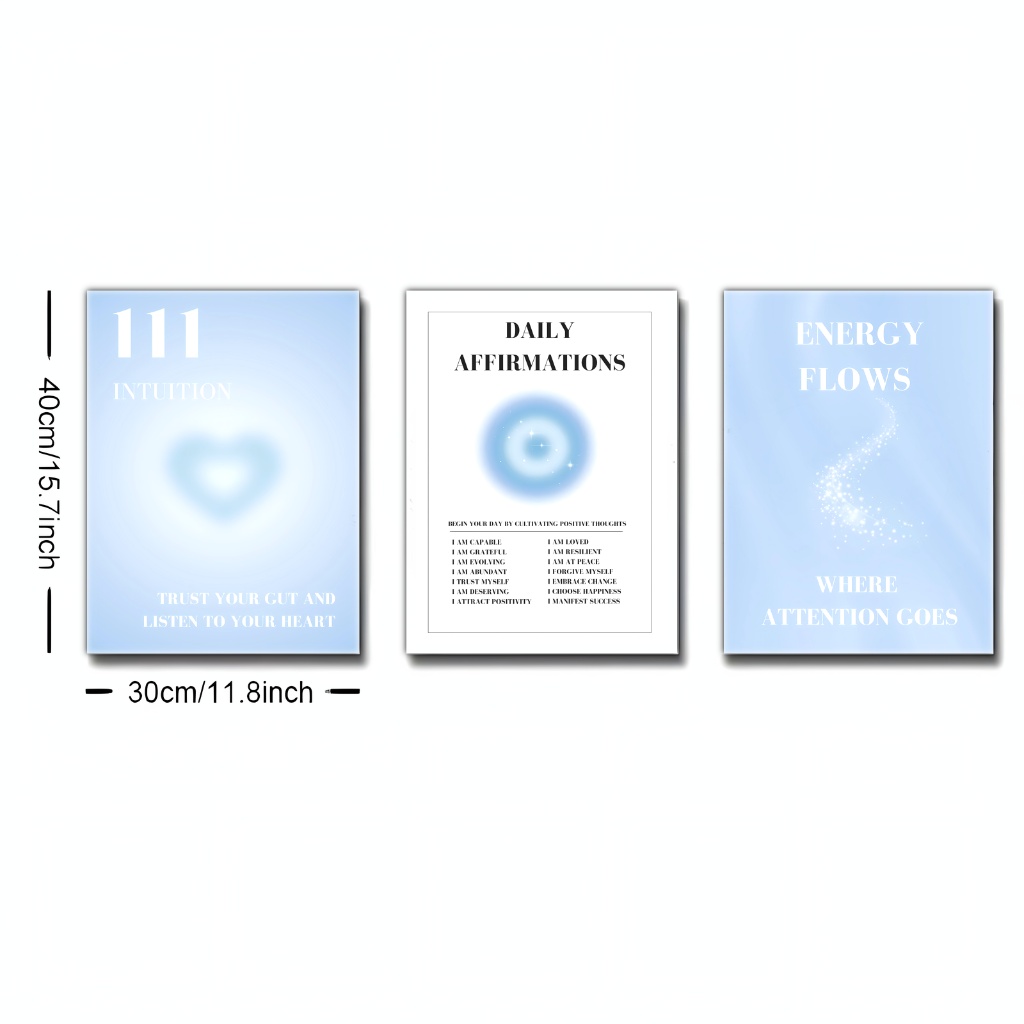 40cm/15.7inch
111
INTUITION
TRUST YOUR GUT AND
LISTEN TO YOUR HEART
30cm/11.8inch
DAILY
AFFIRMATIONS
BEGIN YOUR DAY BY CULTIVATING POSITIVE THOUGHTS
I AM CAPABLE
I AM GRATEFUL
I AM EVOLVING
I AM ABUNDANT
I TRUST MYSELF
I AM DESERVING
I ATTRACT POSITIVITY
I AM LOVED
I AM RESILIENT
I AM AT PEACE
I FORGIVE MYSELF
I EMBRACE CHANGE
I CHOOSE HAPPINESS
I MANIFEST SUCCESS
ENERGY
FLOWS
WHERE
ATTENTION GOES